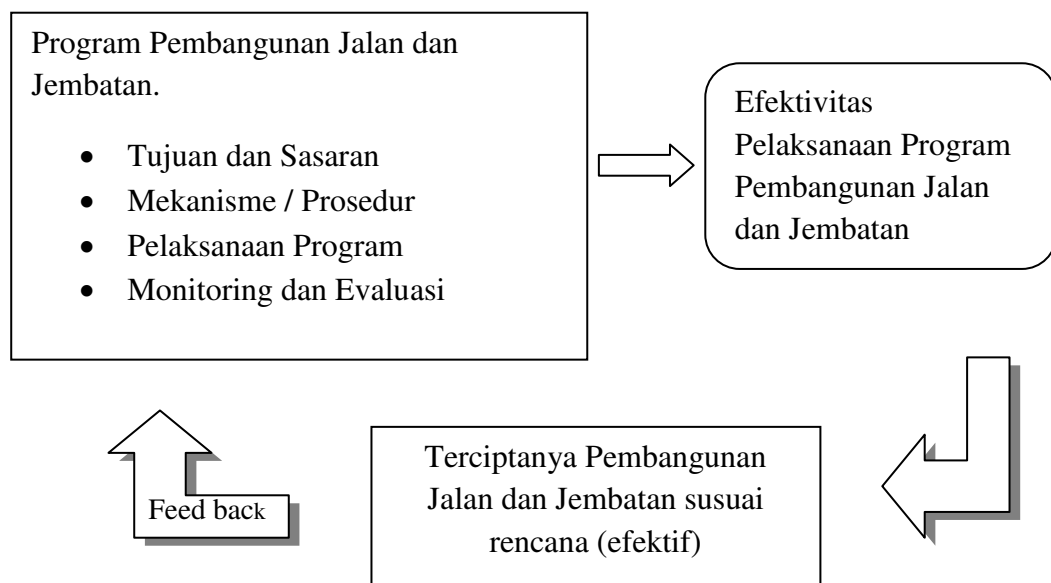 Program Pembangunan Jalan dan
Jembatan.
• Tujuan dan Sasaran
• Mekanisme / Prosedur
• Pelaksanaan Program
• Monitoring dan Evaluasi
Efektivitas
Pelaksanaan Program
Pembangunan Jalan
dan Jembatan
Terciptanya Pembangunan
Jalan dan Jembatan susuai
rencana (efektif)
Feed back